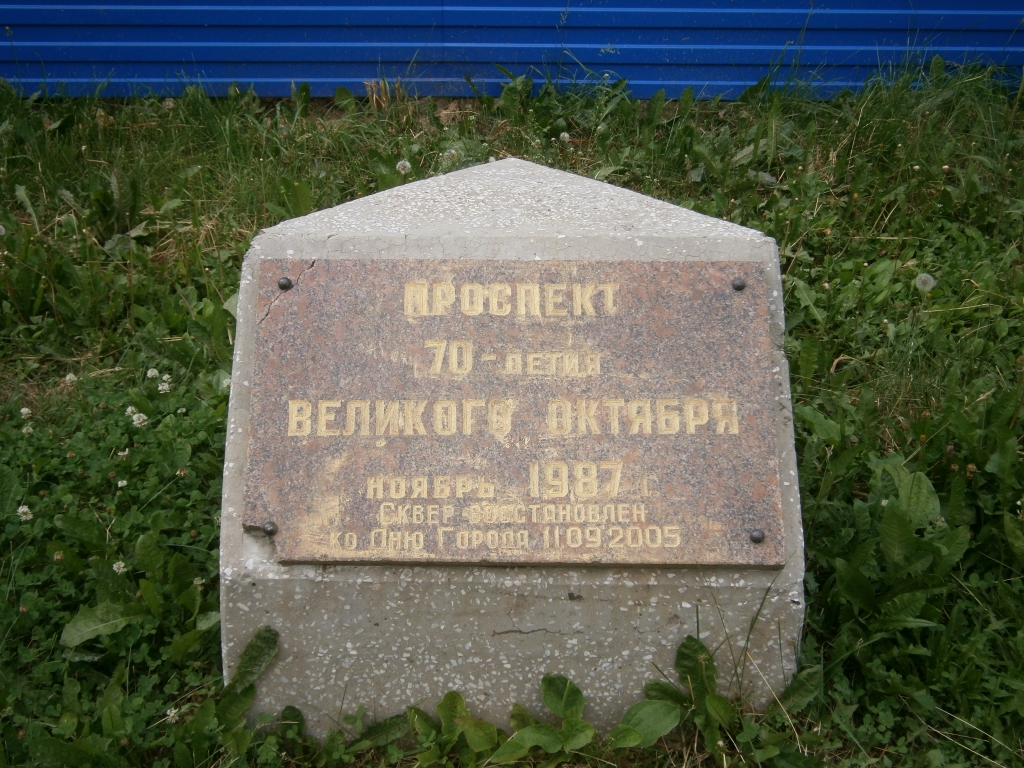 ПРОСПЕКТ
70-летия
ВЕЛИКОГО ОКТЯБРЯ
ноябрь 1987 г
Сквер восстановлен
ко Дню Города 11.09.2005